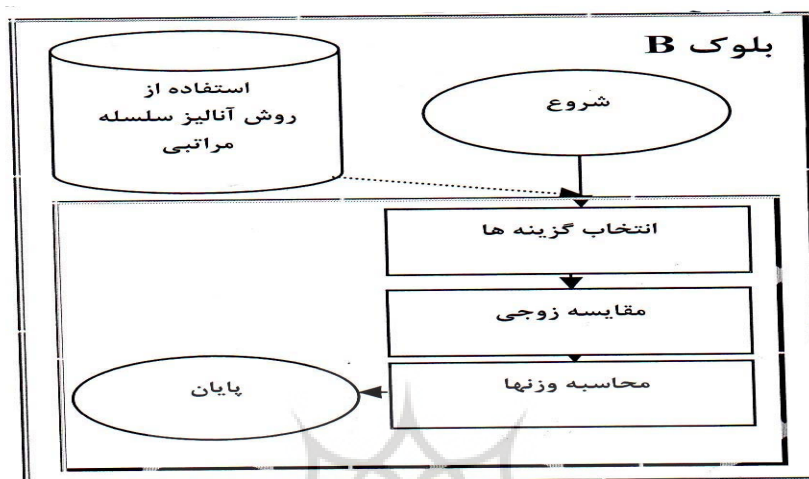 بلوک B
شروع
استفاده از
روش آنالیز سلسله
مراتبی
انتخاب گزینه ها
مقایسه زوجی
محاسبه وزنها
پایان